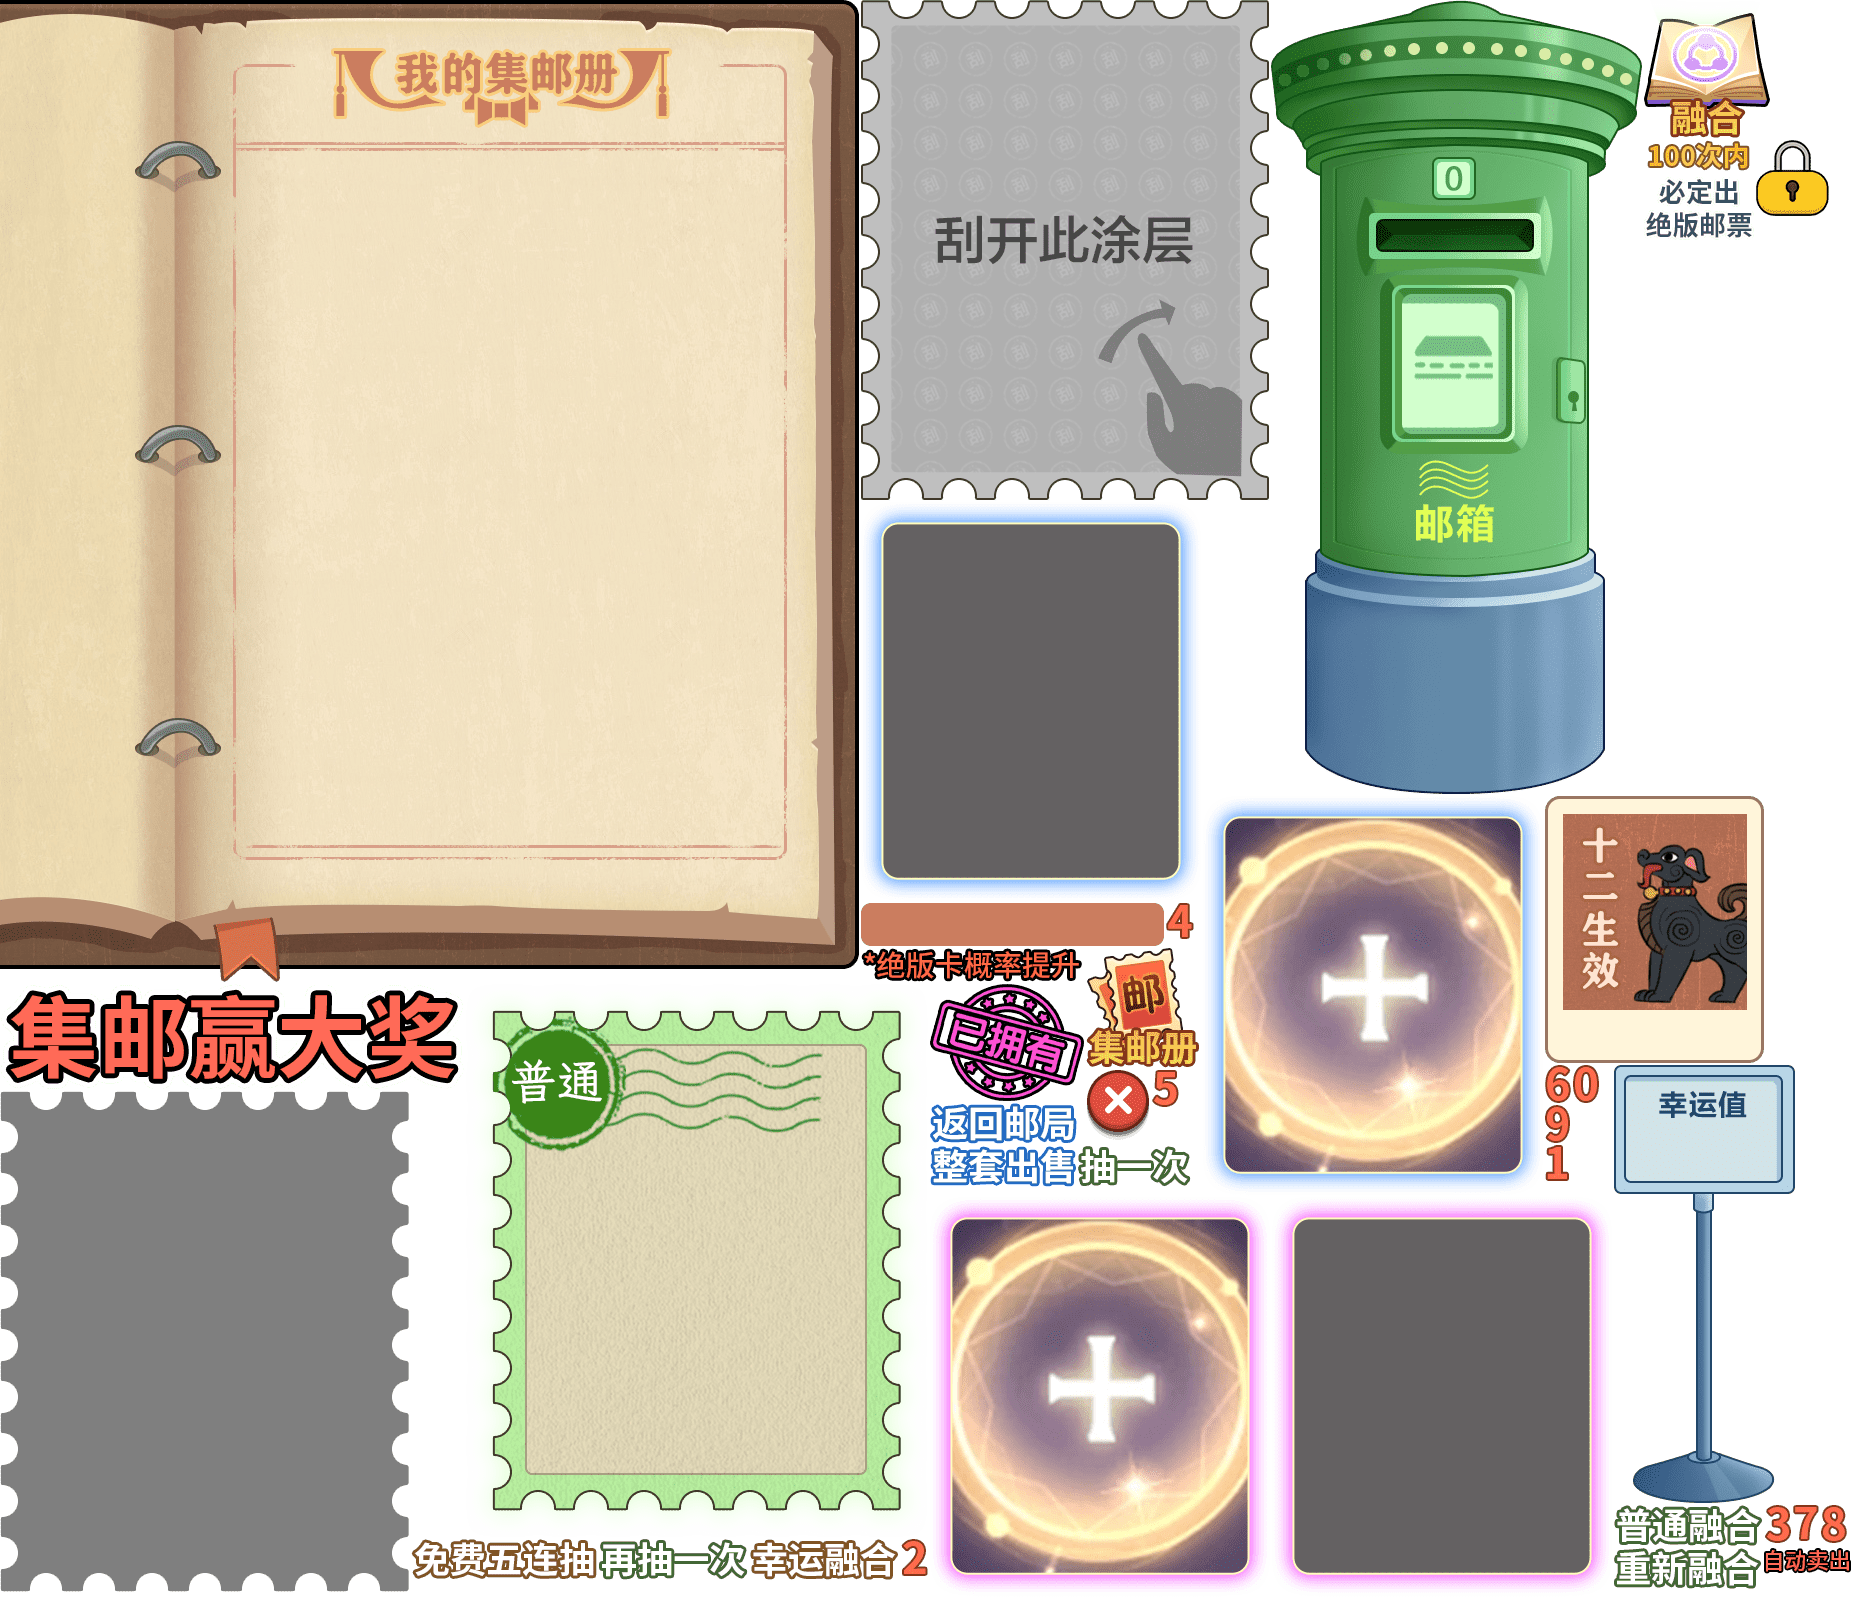 我的集邮册
刮开此涂层
0
邮箱
融合
100次内
必定出
绝版邮票
4
*绝版卡概率提升
已拥有
邮
集邮册
5
返回邮局
整套出售
抽一次
十二生效
60
9
1
幸运值
集邮赢大奖
普通
免费五连抽
再抽一次
幸运融合
2
普通融合
378
重新融合
自动卖出